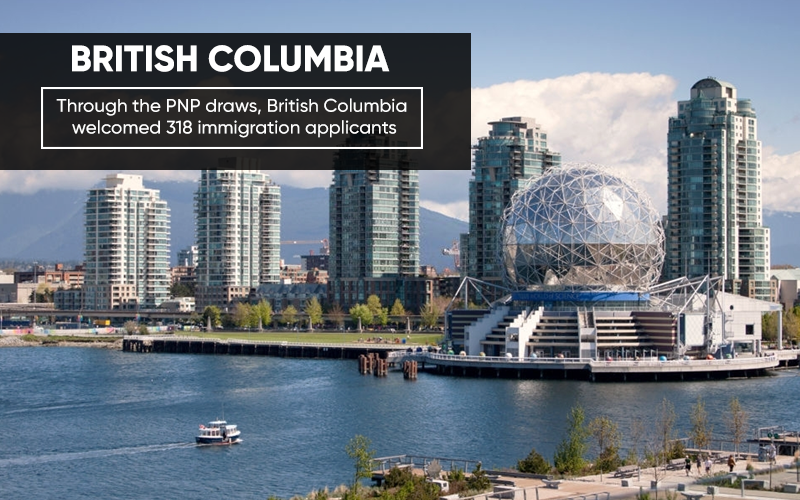 BRITISH COLUMBIA
Through the PNP draws, British Columbia
welcomed 318 immigration applicants